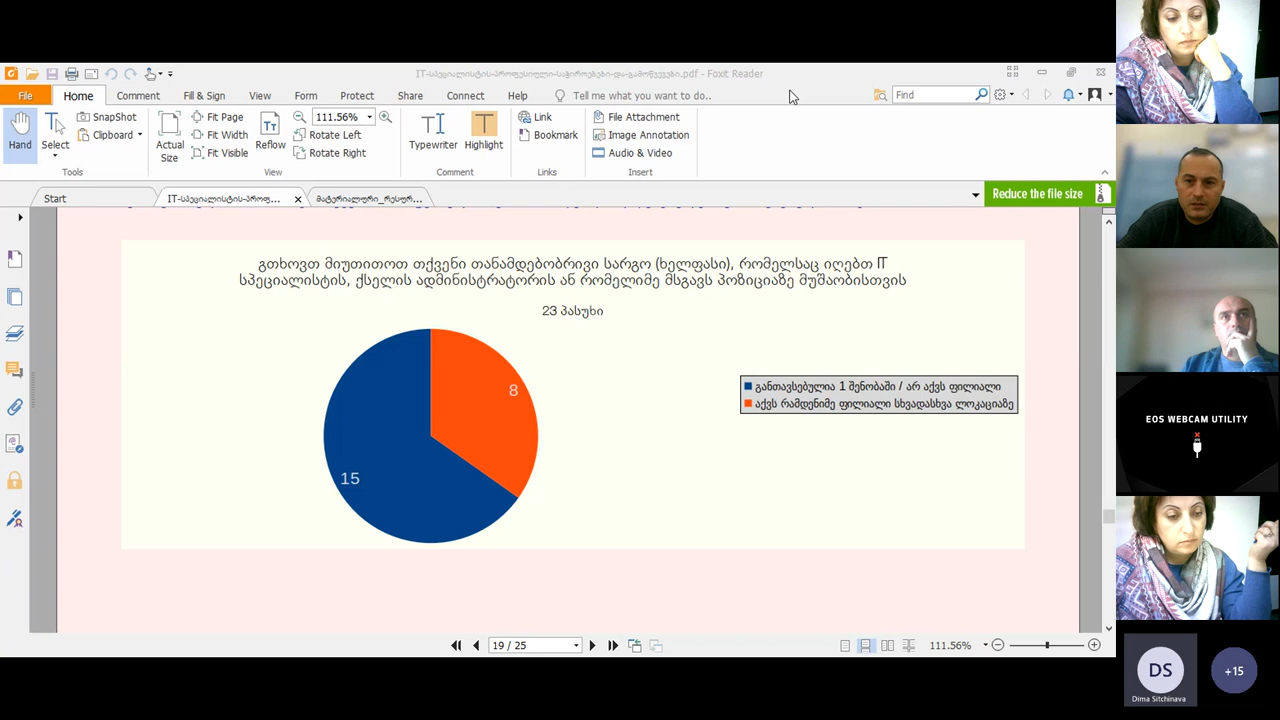 IT-სპეციალისტის-პროფესიული-საჭიროებები-და-გამოწვევები.pdf - Foxit Reader
File Home Comment Fill & Sign View Form Protect Share Connect Help Tell me what you want to do.. Find
Hand
Select
SnapShot
Clipboard
Tools
Actual Size
Fit Page
Fit Width
Fit Visible
Reflow
111.56%
Rotate Left
Rotate Right
View
Typewriter
Highlight
Comment
Link
Bookmark
Links
File Attachment
Image Annotation
Audio & Video
Insert
Start
IT-სპეციალისტის-პროფ...
მატერიალური_რესურ...
Reduce the file size
გთხოვთ მიუთითოთ თქვენი თანამდებობრივი სარგო (ხელფასი), რომელსაც იღებთ IT
სპეციალისტის, ქსელის ადმინისტრატორის ან რომელიმე მსგავს პოზიციაზე მუშაობისთვის
23 პასუხი
8
15
განთავსებულია 1 შენობაში / არ აქვს ფილიალი
აქვს რამდენიმე ფილიალი სხვადასხვა ლოკაციაზე
19 / 25
111.56%
EOS WEBCAM UTILITY
DS
Dima Sitchinava
+15